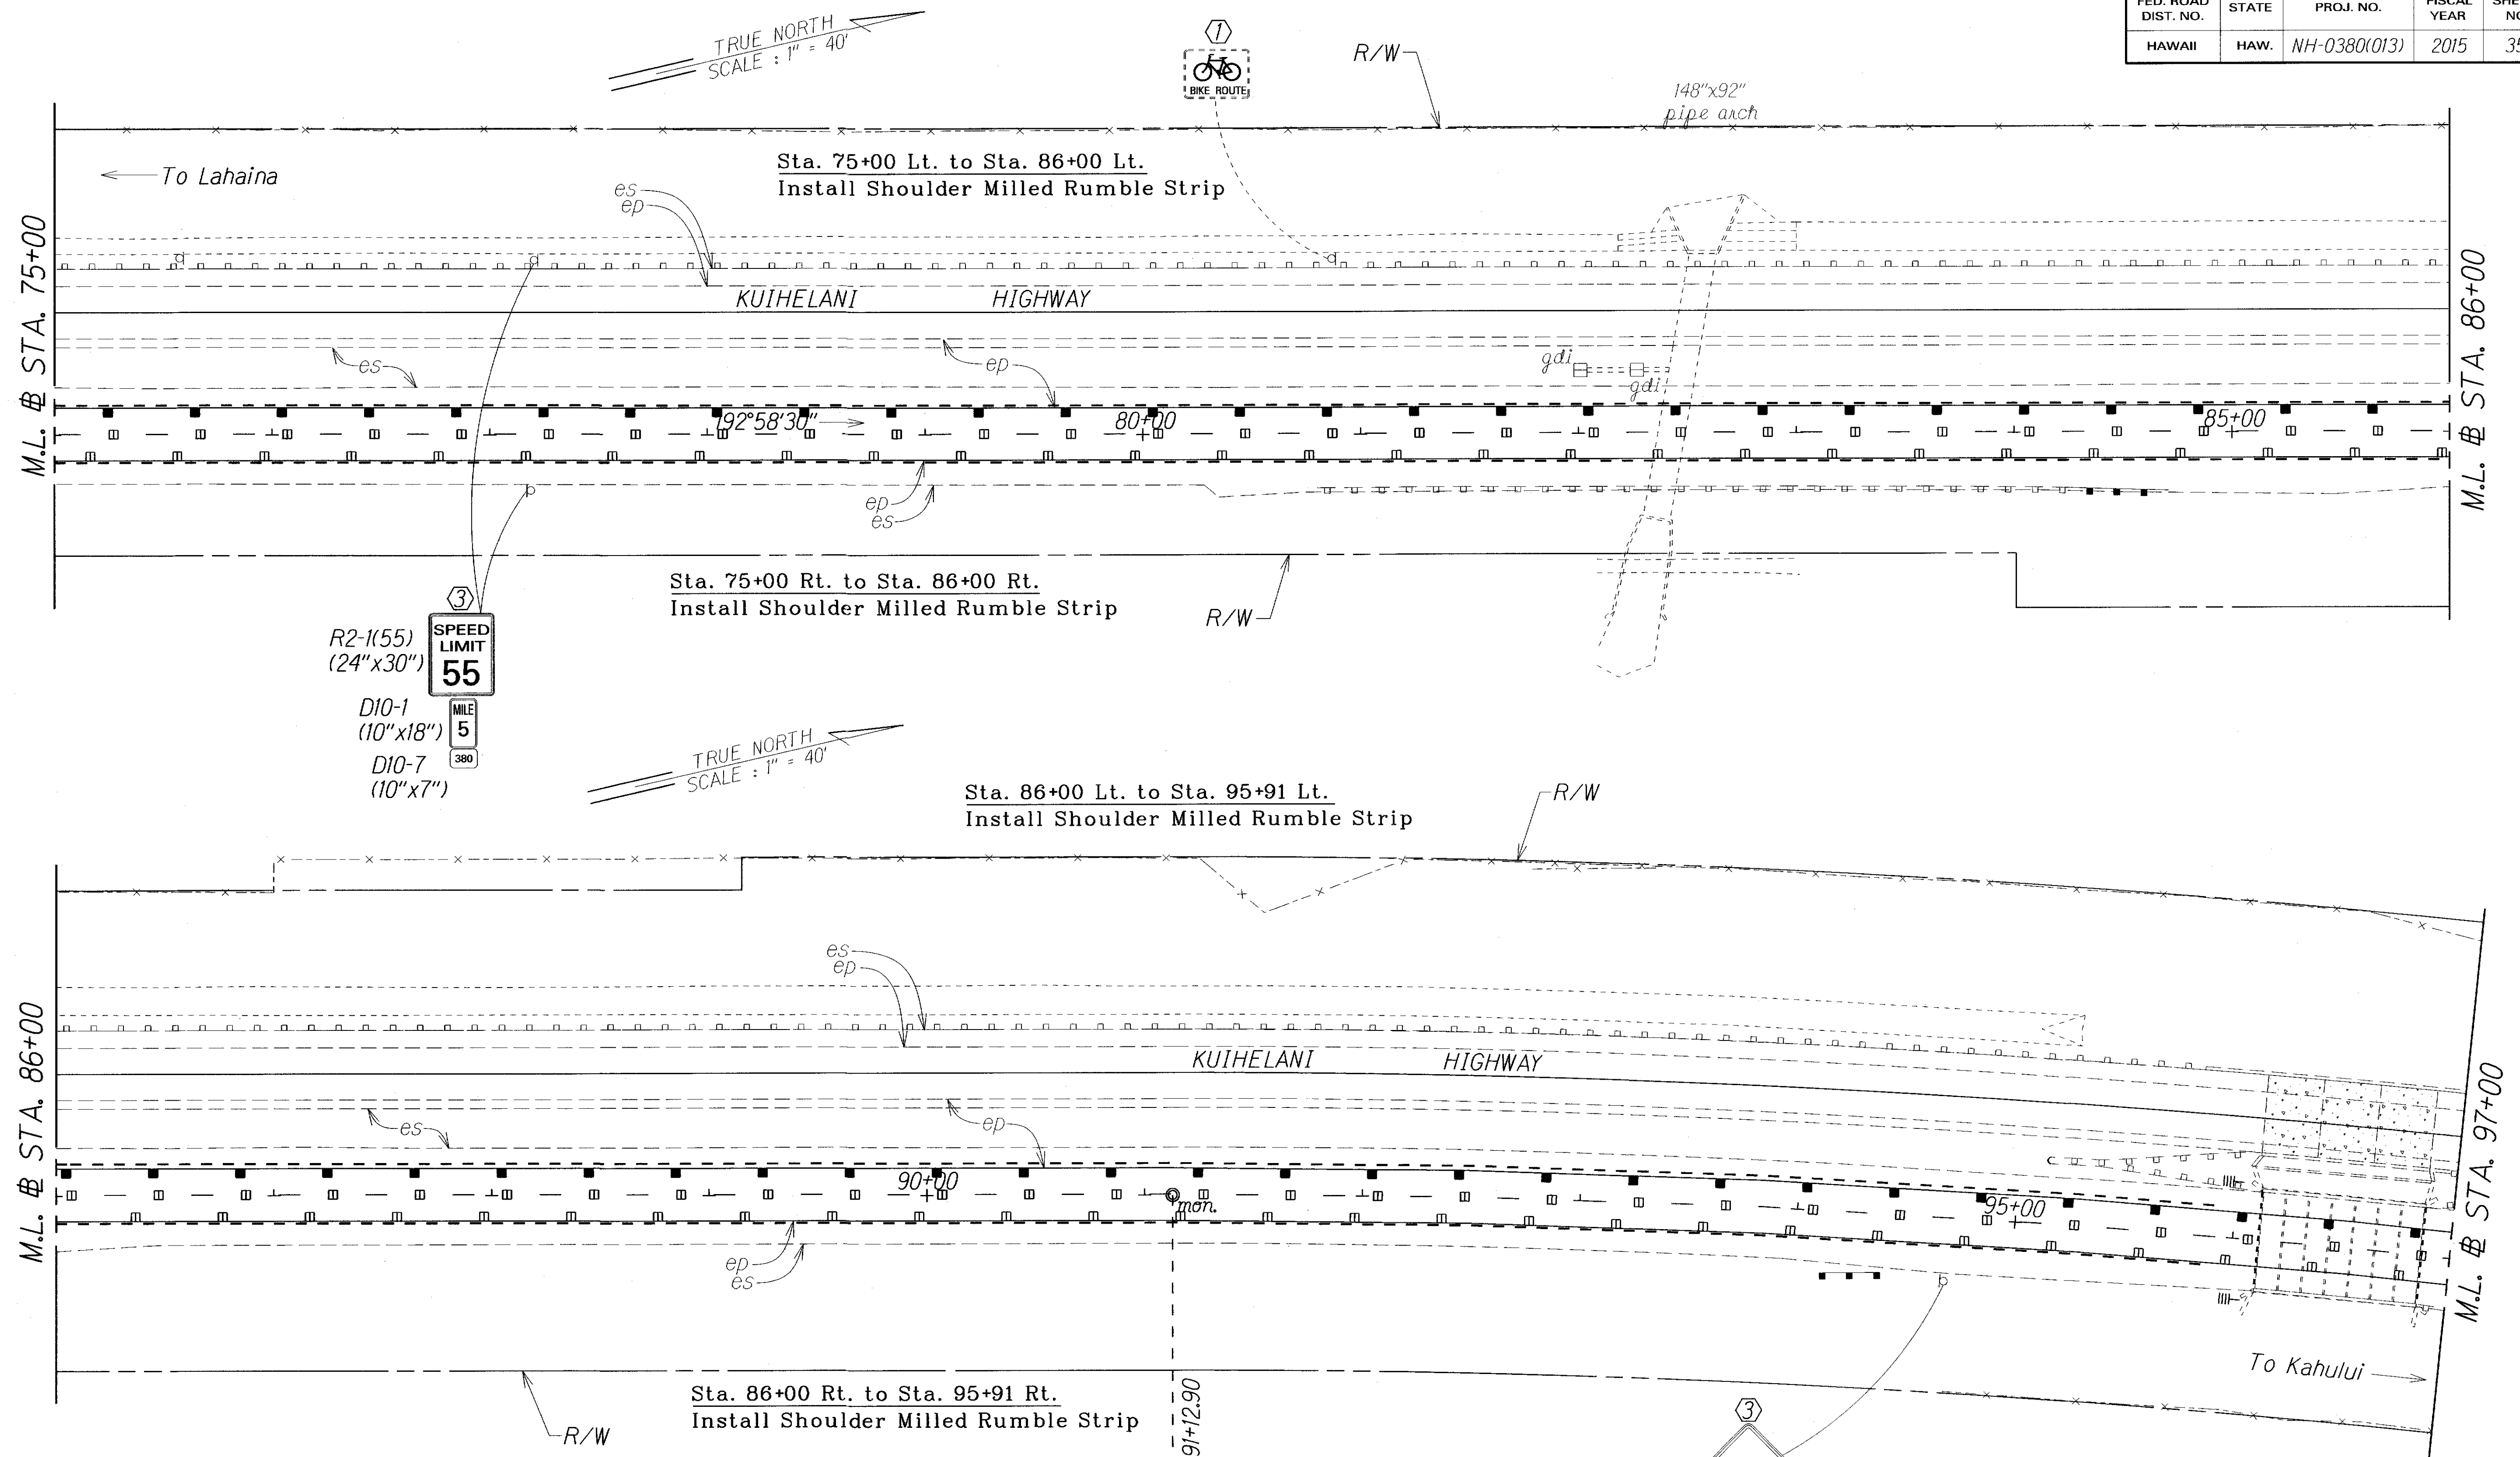 FED. ROAD DIST. NO. STATE PROJ. NO. FISCAL YEAR
HAWAII HAW. NH-0380(013) 2015
TRUE NORTH
SCALE : 1" = 40'
1
BIKE ROUTE
R/W
148"x92"
pipe arch
To Lahaina
Sta. 75+00 Lt. to Sta. 86+00 Lt.
Install Shoulder Milled Rumble Strip
es
ep
KUIHELANI HIGHWAY
M.L. ⅊ STA. 75+00
M.L. ⅊ STA. 86+00
es
ep
gdi
gdi
192°58'30"
80+00
85+00
ep
es
Sta. 75+00 Rt. to Sta. 86+00 Rt.
Install Shoulder Milled Rumble Strip
R/W
3
R2-1(55)
(24"x30")
SPEED
LIMIT
55
D10-1
(10"x18")
MILE
5
D10-7
(10"x7")
380
TRUE NORTH
SCALE : 1" = 40'
Sta. 86+00 Lt. to Sta. 95+91 Lt.
Install Shoulder Milled Rumble Strip
R/W
es
ep
KUIHELANI HIGHWAY
M.L. ⅊ STA. 86+00
M.L. ⅊ STA. 97+00
es
ep
90+00
mon.
95+00
ep
es
To Kahului
Sta. 86+00 Rt. to Sta. 95+91 Rt.
Install Shoulder Milled Rumble Strip
R/W
91+12.90
3